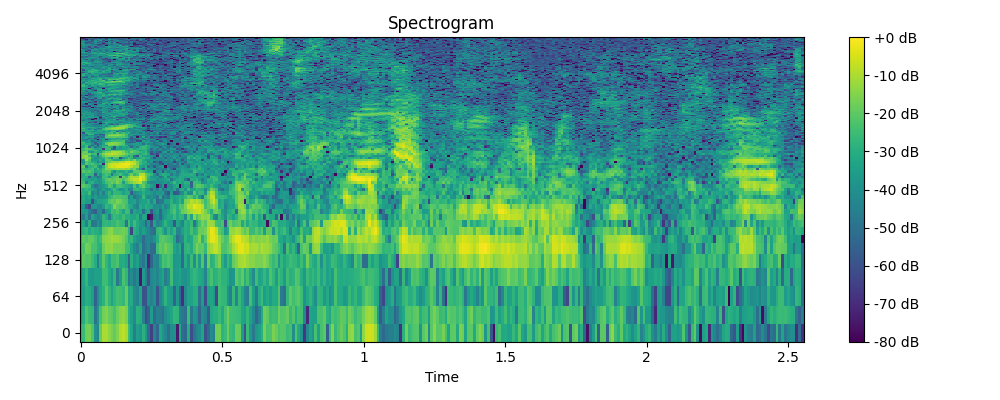 Spectrogram
Hz
4096
2048
1024
512
256
128
64
0
0 0.5 1 1.5 2 2.5
Time
+0 dB
-10 dB
-20 dB
-30 dB
-40 dB
-50 dB
-60 dB
-70 dB
-80 dB